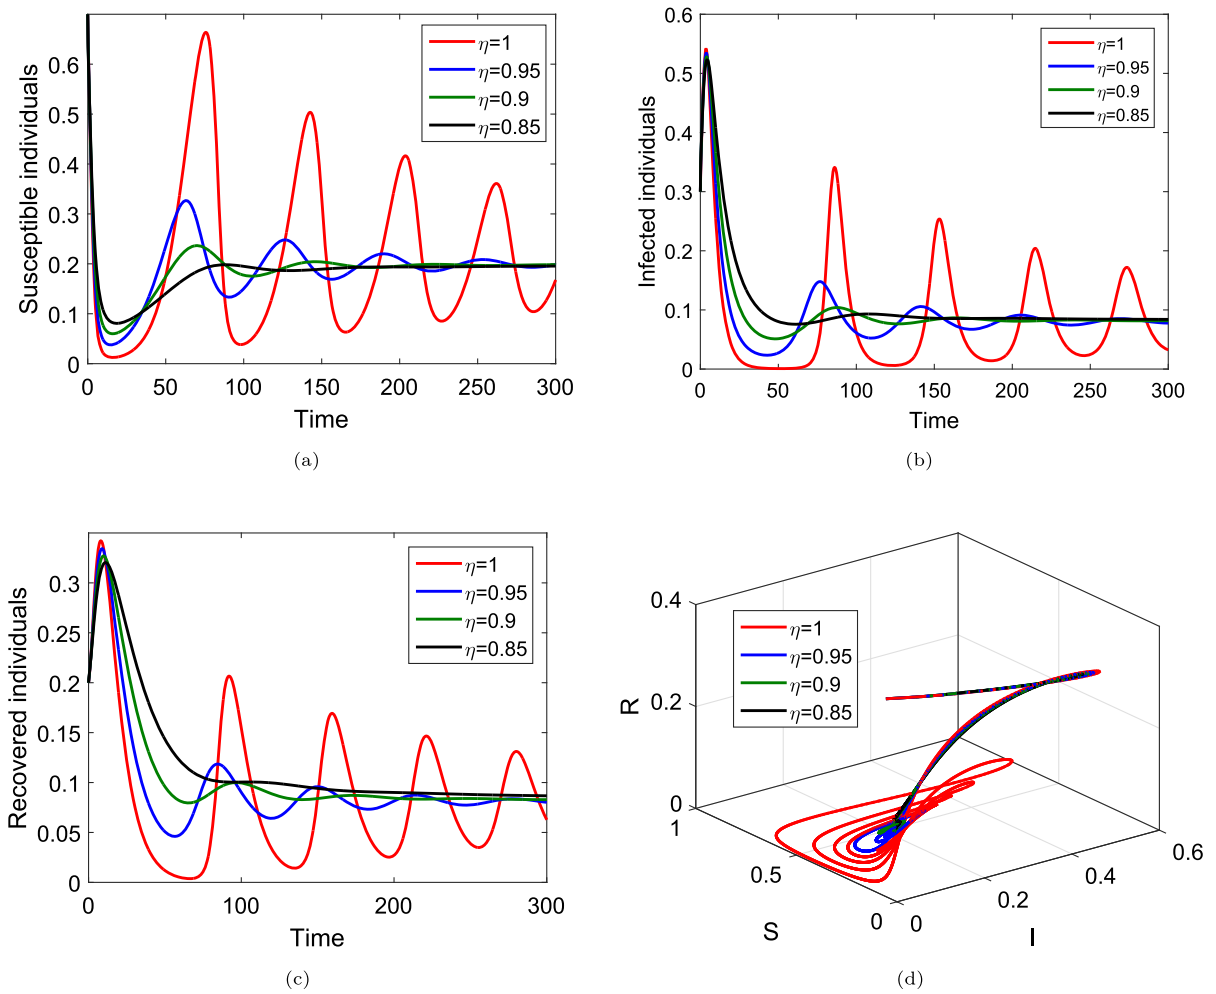 Susceptible individuals
0.6
0.5
0.4
0.3
0.2
0.1
0
0 50 100 150 200 250 300
Time
η=1
η=0.95
η=0.9
η=0.85
(a)
Infected individuals
0.6
0.5
0.4
0.3
0.2
0.1
0
0 50 100 150 200 250 300
Time
η=1
η=0.95
η=0.9
η=0.85
(b)
Recovered individuals
0.3
0.25
0.2
0.15
0.1
0.05
0
0 100 200 300
Time
η=1
η=0.95
η=0.9
η=0.85
(c)
R
0.4
0.2
0
1
0.5
0
S
0
0.2
0.4
0.6
I
η=1
η=0.95
η=0.9
η=0.85
(d)